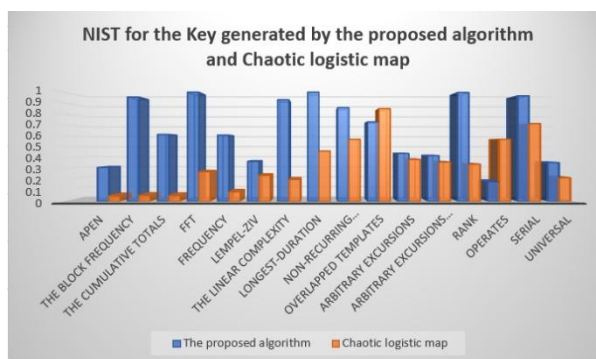 NIST for the Key generated by the proposed algorithm
and Chaotic logistic map
1
0.9
0.8
0.7
0.6
0.5
0.4
0.3
0.2
0.1
0
APEN
THE BLOCK FREQUENCY
THE CUMULATIVE TOTALS
FFT
FREQUENCY
LEMPEL-ZIV
THE LINEAR COMPLEXITY
LONGEST-DURATION
NON-RECURRING...
OVERLAPPED TEMPLATES
ARBITRARY EXCURSIONS
ARBITRARY EXCURSIONS...
RANK
OPERATES
SERIAL
UNIVERSAL
The proposed algorithm
Chaotic logistic map